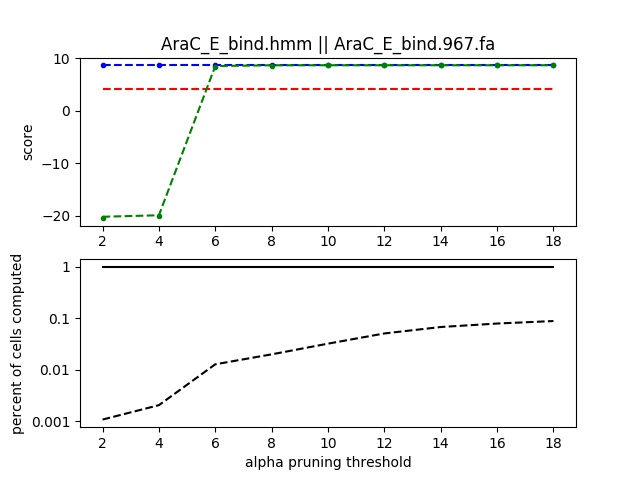 AraC_E_bind.hmm || AraC_E_bind.967.fa
10
0
−10
−20
score
2 4 6 8 10 12 14 16 18
1
0.1
0.01
0.001
percent of cells computed
2 4 6 8 10 12 14 16 18
alpha pruning threshold